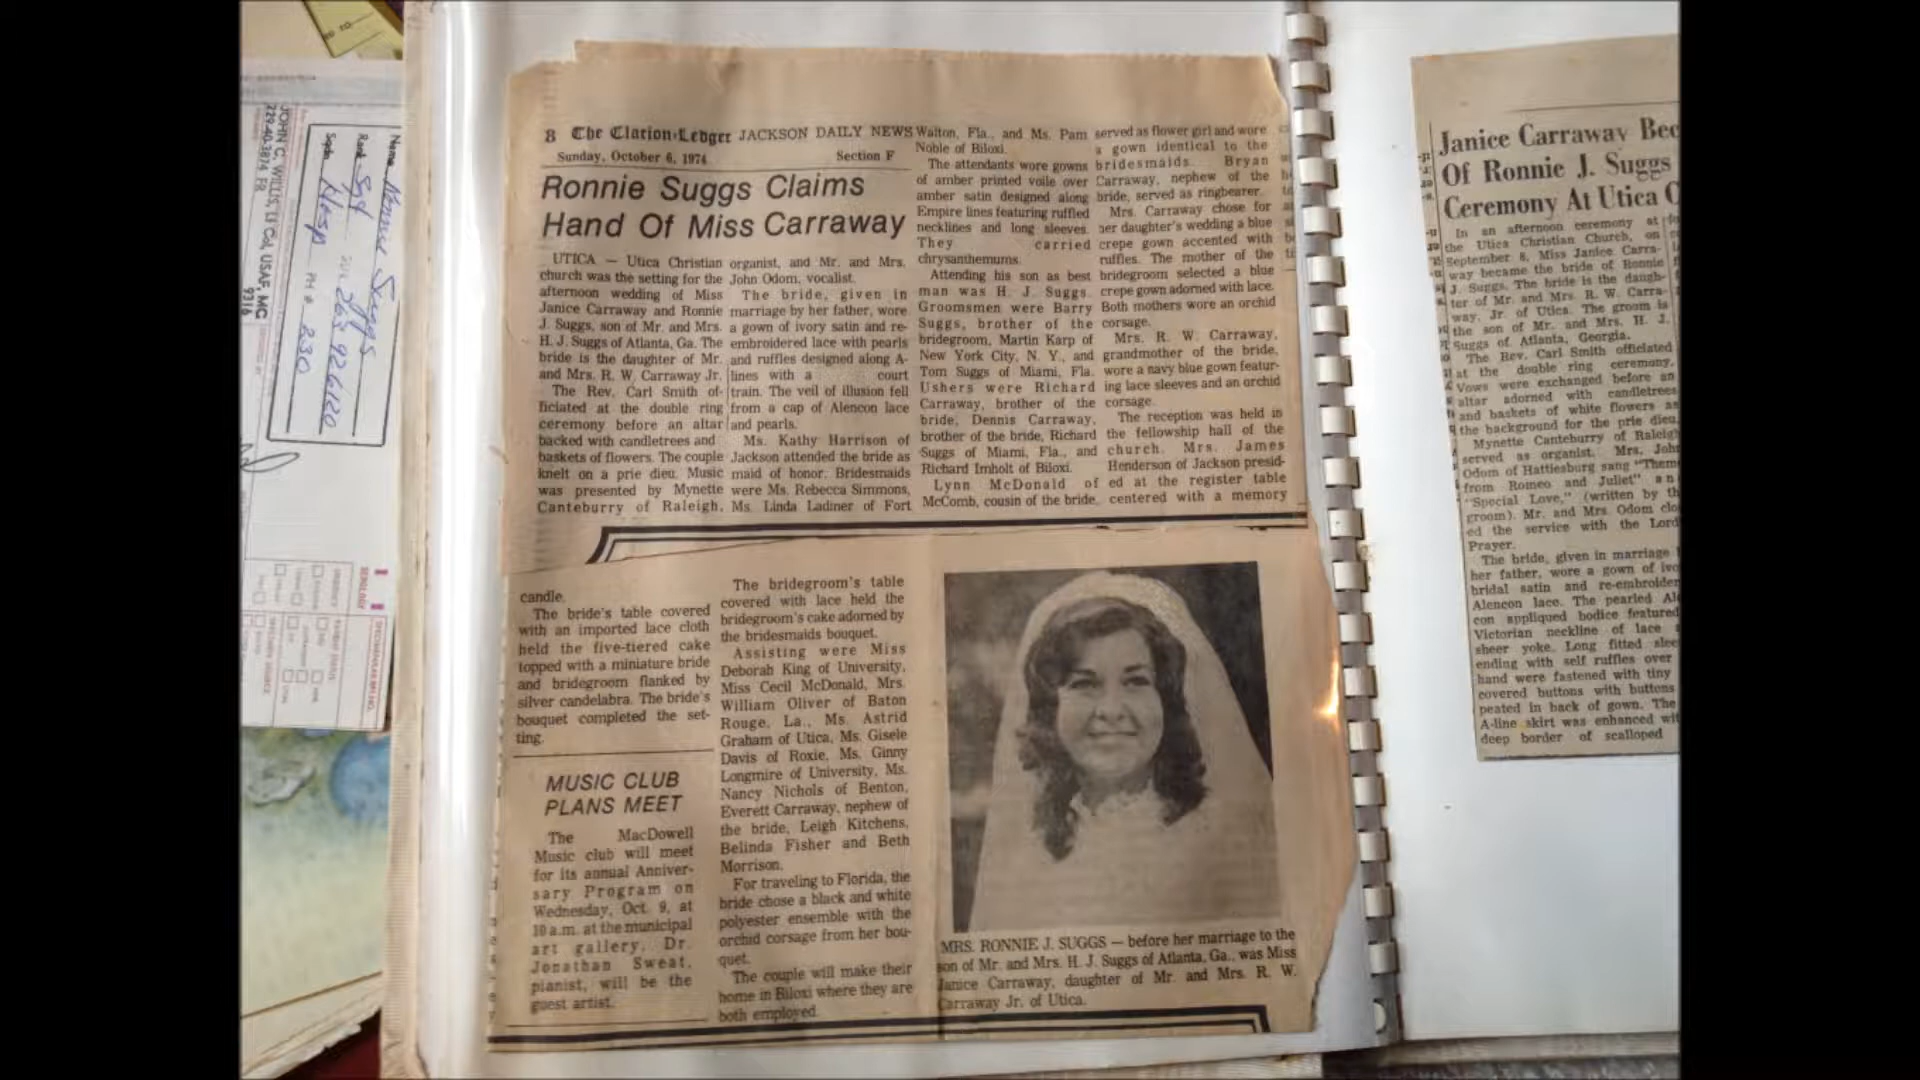 Name Ronnie Suggs
Rank Sgt
265926120
Sqdn Hosp PH # 230
JOHN C. WILLIS, Lt Col, USAF, MC
229-40-3874 FR 9316
8 The Clarion-Ledger JACKSON DAILY NEWS
Sunday, October 6, 1974 Section F
Ronnie Suggs Claims
Hand Of Miss Carraway
UTICA — Utica Christian
church was the setting for the
afternoon wedding of Miss
Janice Carraway and Ronnie
J. Suggs, son of Mr. and Mrs.
H. J. Suggs of Atlanta, Ga. The
bride is the daughter of Mr.
and Mrs. R. W. Carraway Jr.
The Rev. Carl Smith of-
ficiated at the double ring
ceremony before an altar
backed with candletrees and
baskets of flowers. The couple
knelt on a prie dieu. Music
was presented by Mynette
Canteburry of Raleigh,
organist, and Mr. and Mrs.
John Odom, vocalist.
The bride, given in
marriage by her father, wore
a gown of ivory satin and re-
embroidered lace with pearls
and ruffles designed along A-
lines with a court
train. The veil of illusion fell
from a cap of Alencon lace
and pearls.
Ms. Kathy Harrison of
Jackson attended the bride as
maid of honor. Bridesmaids
were Ms. Rebecca Simmons,
Ms. Linda Ladiner of Fort
Walton, Fla., and Ms. Pam
Noble of Biloxi.
The attendants wore gowns
of amber printed voile over
amber satin designed along
Empire lines featuring ruffled
necklines and long sleeves.
They carried
chrysanthemums.
Attending his son as best
man was H. J. Suggs.
Groomsmen were Barry
Suggs, brother of the
bridegroom, Martin Karp of
New York City, N. Y., and
Tom Suggs of Miami, Fla.
Ushers were Richard
Carraway, brother of the
bride, Dennis Carraway,
brother of the bride, Richard
Suggs of Miami, Fla., and
Richard Imholt of Biloxi.
Lynn McDonald of
McComb, cousin of the bride,
served as flower girl and wore
a gown identical to the
bridesmaids. Bryan
Carraway, nephew of the
bride, served as ringbearer.
Mrs. Carraway chose for
her daughter's wedding a blue
crepe gown accented with
ruffles. The mother of the
bridegroom selected a blue
crepe gown adorned with lace.
Both mothers wore an orchid
corsage.
Mrs. R. W. Carraway,
grandmother of the bride,
wore a navy blue gown featur-
ing lace sleeves and an orchid
corsage.
The reception was held in
the fellowship hall of the
church. Mrs. James
Henderson of Jackson presid-
ed at the register table
centered with a memory
candle.
The bride's table covered
with an imported lace cloth
held the five-tiered cake
topped with a miniature bride
and bridegroom flanked by
silver candelabra. The bride's
bouquet completed the set-
ting.
MUSIC CLUB
PLANS MEET
The MacDowell
Music club will meet
for its annual Anniver-
sary Program on
Wednesday, Oct. 9, at
10 a.m. at the municipal
art gallery. Dr.
Jonathan Sweat,
pianist, will be the
guest artist.
The bridegroom's table
covered with lace held the
bridegroom's cake adorned by
the bridesmaids bouquet.
Assisting were Miss
Deborah King of University,
Miss Cecil McDonald, Mrs.
William Oliver of Baton
Rouge, La., Ms. Astrid
Graham of Utica, Ms. Gisele
Davis of Roxie, Ms. Ginny
Longmire of University, Ms.
Nancy Nichols of Benton,
Everett Carraway, nephew of
the bride, Leigh Kitchens,
Belinda Fisher and Beth
Morrison.
For traveling to Florida, the
bride chose a black and white
polyester ensemble with the
orchid corsage from her bou-
quet.
The couple will make their
home in Biloxi where they are
both employed.
MRS. RONNIE J. SUGGS — before her marriage to the
son of Mr. and Mrs. H. J. Suggs of Atlanta, Ga., was Miss
Janice Carraway, daughter of Mr. and Mrs. R. W.
Carraway Jr. of Utica.
Janice Carraway Bec
Of Ronnie J. Suggs
Ceremony At Utica C
In an afternoon ceremony at
the Utica Christian Church, on
September 8, Miss Janice Carra-
way became the bride of Ronnie
J. Suggs. The bride is the daugh-
ter of Mr. and Mrs. R. W. Carra-
way, Jr. of Utica. The groom is
the son of Mr. and Mrs. H. J.
Suggs of Atlanta, Georgia.
The Rev. Carl Smith officiated
at the double ring ceremony.
Vows were exchanged before an
altar adorned with candletrees
and baskets of white flowers as
the background for the prie dieu.
Mynette Canteburry of Raleigh
served as organist. Mrs. John
Odom of Hattiesburg sang "Theme
from Romeo and Juliet" an
"Special Love," (written by th
groom). Mr. and Mrs. Odom clo
ed the service with the Lord
Prayer.
The bride, given in marriage
her father, wore a gown of ivo
bridal satin and re-embroider
Alencon lace. The pearled Al
con appliqued bodice featured
Victorian neckline of lace
sheer yoke. Long fitted slee
ending with self ruffles over
hand were fastened with tiny
covered buttons with buttons
peated in back of gown. The
A-line skirt was enhanced wit
deep border of scalloped